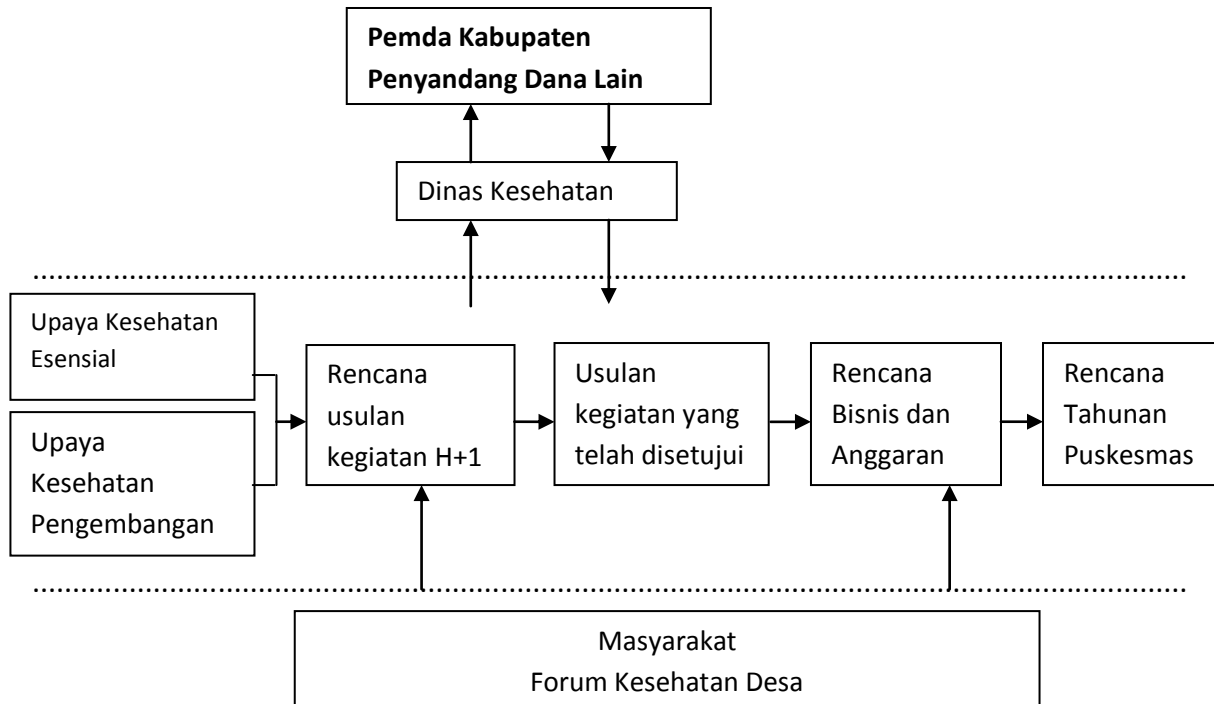 Pemda Kabupaten
Penyandang Dana Lain
Dinas Kesehatan
Upaya Kesehatan
Esensial
Upaya
Kesehatan
Pengembangan
Rencana
usulan
kegiatan H+1
Usulan
kegiatan yang
telah disetujui
Rencana
Bisnis dan
Anggaran
Rencana
Tahunan
Puskesmas
Masyarakat
Forum Kesehatan Desa